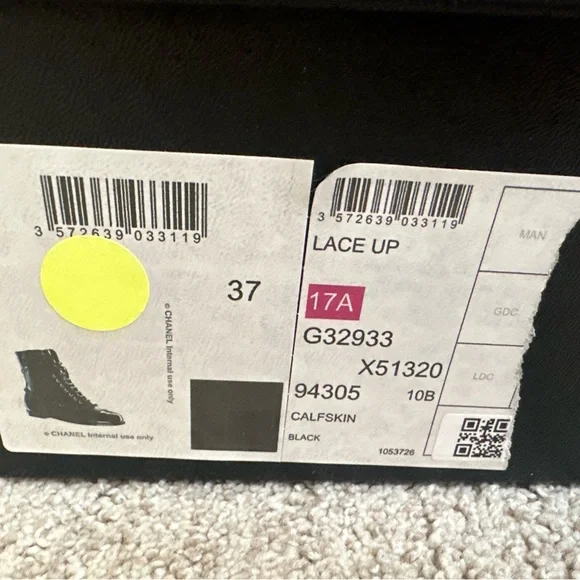 3 572639 033119
37
© CHANEL Internal use only
© CHANEL Internal use only
3 572639 033119
LACE UP
17A
G32933
X51320
94305 10B
CALFSKIN
BLACK
1053726
MAN
GDC
LDC